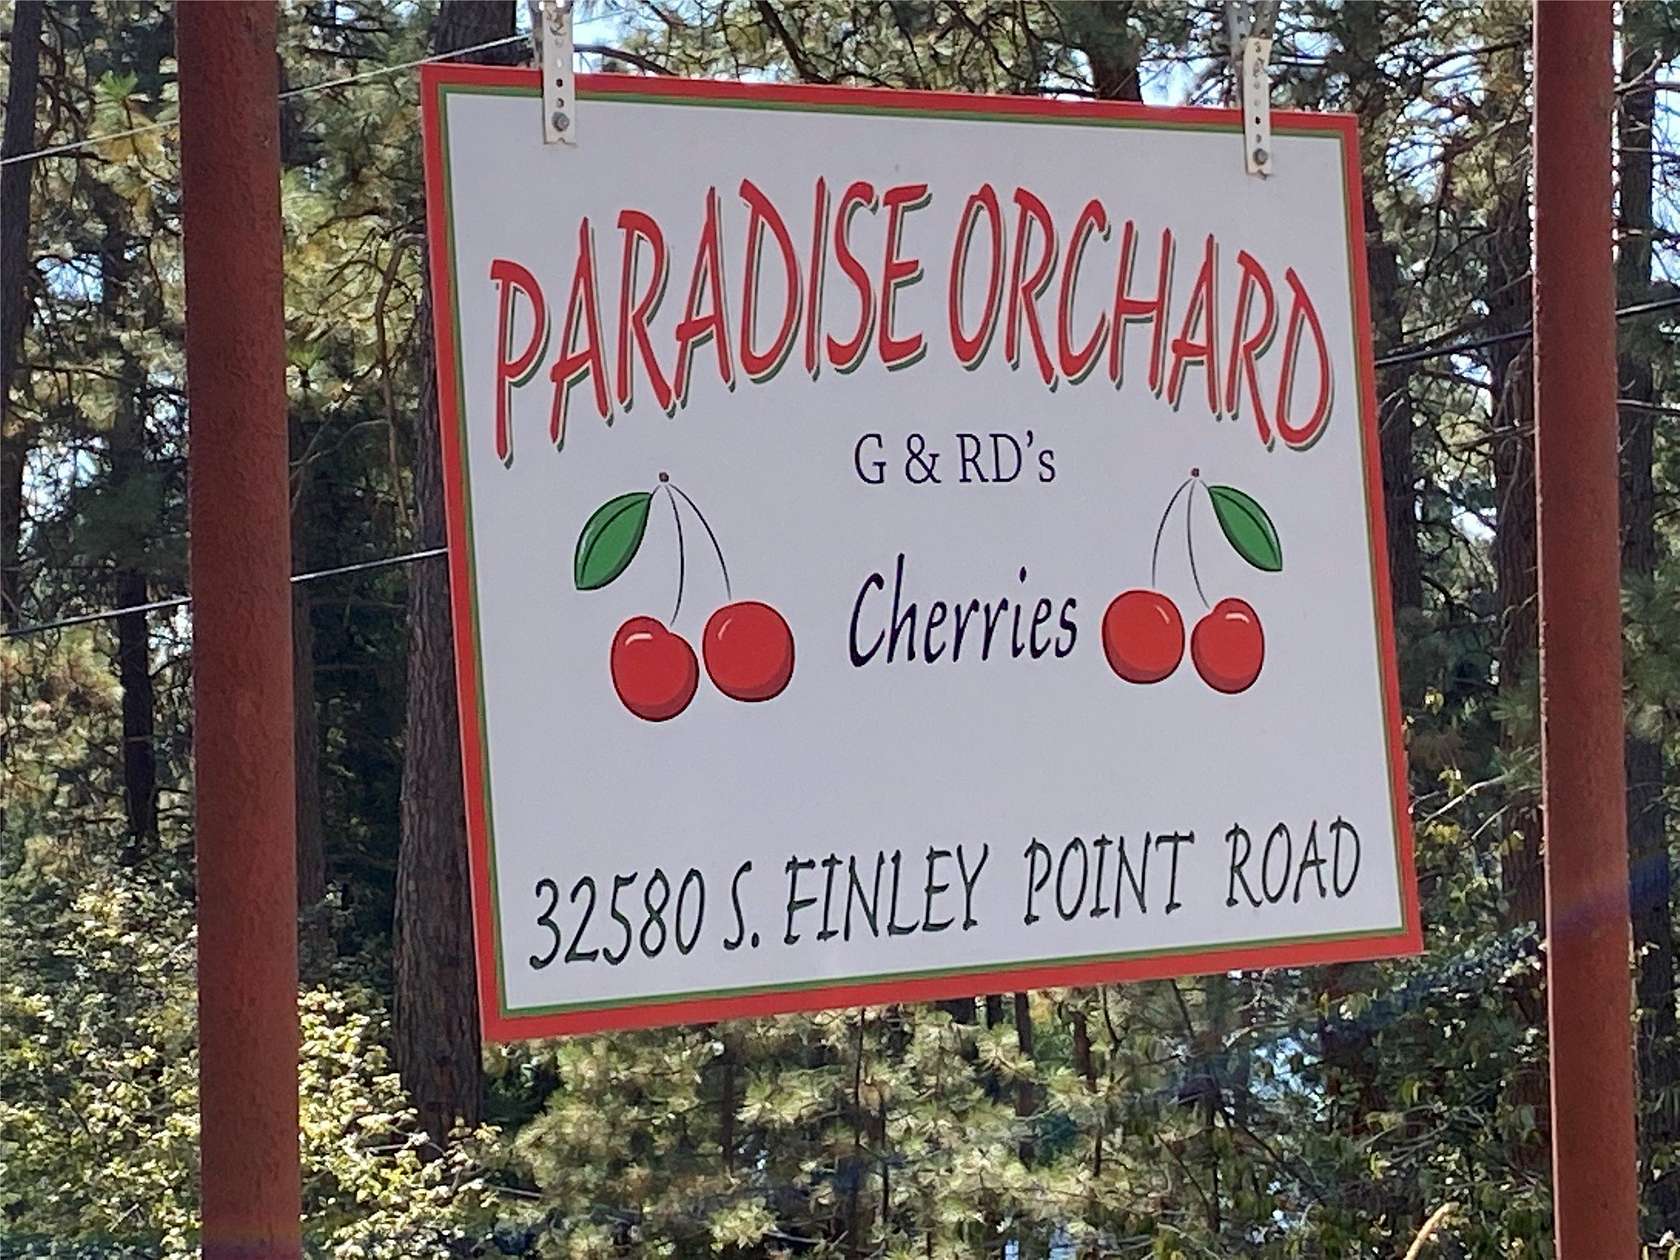 PARADISE ORCHARD
G & RD's
Cherries
32580 S. FINLEY POINT ROAD